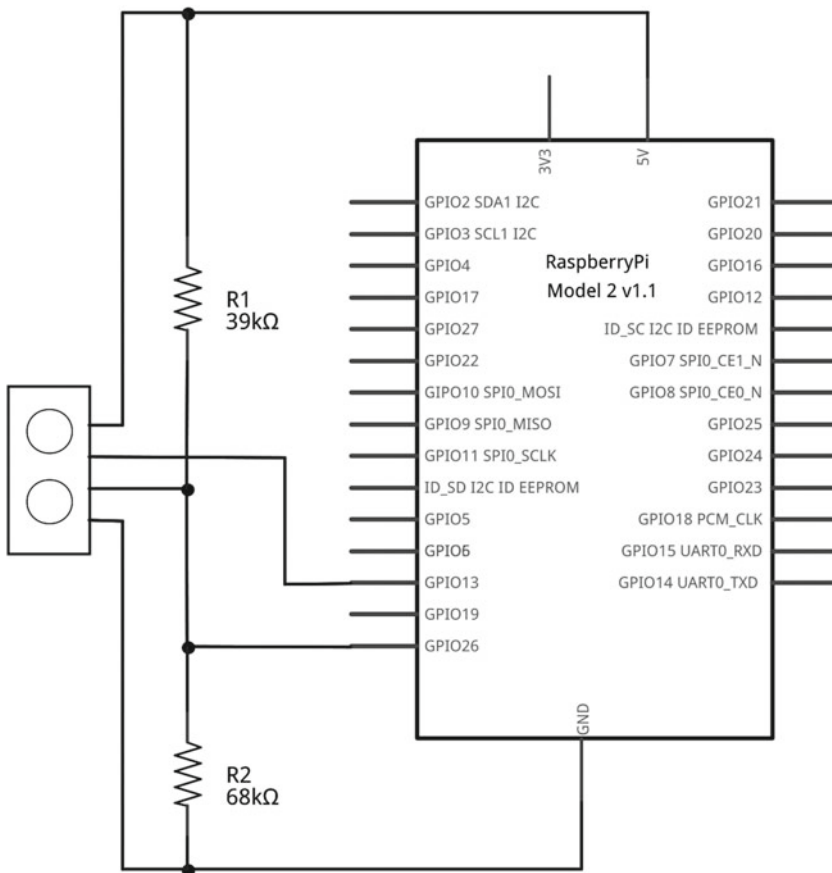 3V3
5V
GPIO2 SDA1 I2C
GPIO3 SCL1 I2C
GPIO4
GPIO17
GPIO27
GPIO22
GIPO10 SPI0_MOSI
GPIO9 SPI0_MISO
GPIO11 SPI0_SCLK
ID_SD I2C ID EEPROM
GPIO5
GPIO6
GPIO13
GPIO19
GPIO26
RaspberryPi
Model 2 v1.1
GPIO21
GPIO20
GPIO16
GPIO12
ID_SC I2C ID EEPROM
GPIO7 SPI0_CE1_N
GPIO8 SPI0_CE0_N
GPIO25
GPIO24
GPIO23
GPIO18 PCM_CLK
GPIO15 UART0_RXD
GPIO14 UART0_TXD
GND
R1
39kΩ
R2
68kΩ